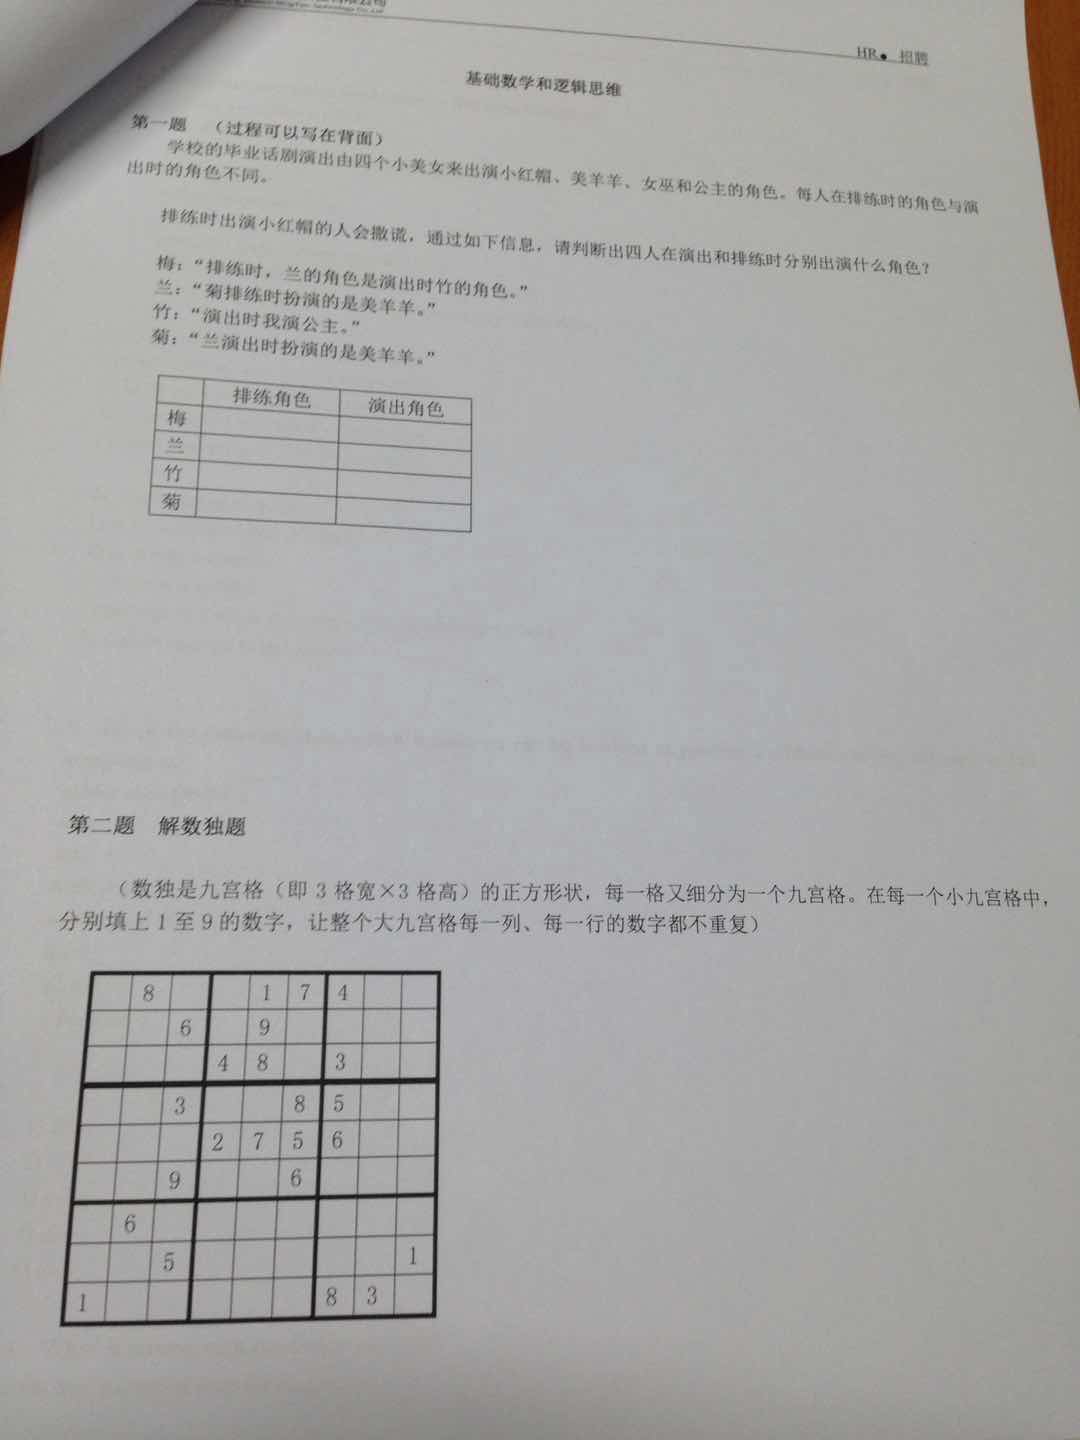 HR● 招聘
基础数学和逻辑思维
第一题 （过程可以写在背面）
学校的毕业话剧演出由四个小美女来出演小红帽、美羊羊、女巫和公主的角色。每人在排练时的角色与演
出时的角色不同。
排练时出演小红帽的人会撒谎，通过如下信息，请判断出四人在演出和排练时分别出演什么角色？
梅：“排练时，兰的角色是演出时竹的角色。”
兰：“菊排练时扮演的是美羊羊。”
竹：“演出时我演公主。”
菊：“兰演出时扮演的是美羊羊。”
排练角色 演出角色
梅
兰
竹
菊
第二题 解数独题
（数独是九宫格（即 3 格宽×3 格高）的正方形状，每一格又细分为一个九宫格。在每一个小九宫格中，
分别填上 1 至 9 的数字，让整个大九宫格每一列、每一行的数字都不重复）
8 1 7 4
6 9
4 8 3
3 8 5
2 7 5 6
9 6
6
5 1
1 8 3